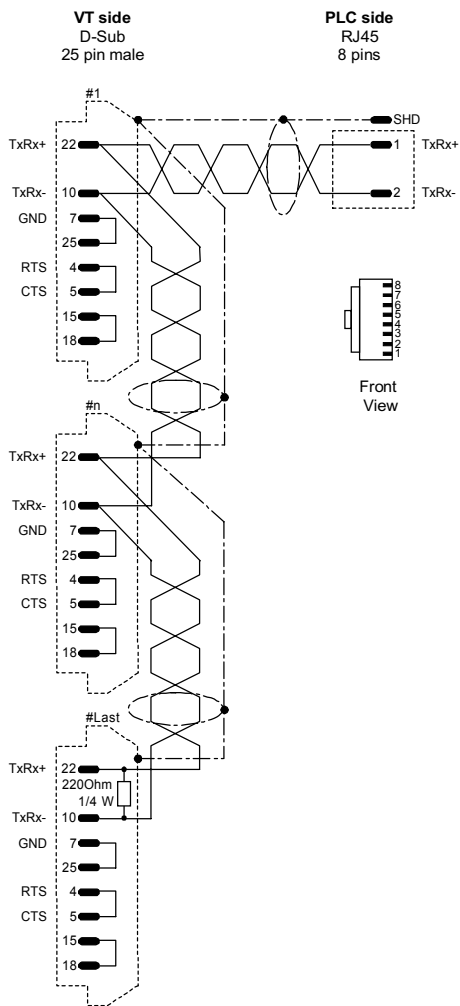 VT side
D-Sub
25 pin male
PLC side
RJ45
8 pins
#1
SHD
TxRx+ 22
1 TxRx+
TxRx- 10
2 TxRx-
GND 7
25
RTS 4
CTS 5
15
18
8
7
6
5
4
3
2
1
Front
View
#n
TxRx+ 22
TxRx- 10
GND 7
25
RTS 4
CTS 5
15
18
#Last
TxRx+ 22
220Ohm
1/4 W
TxRx- 10
GND 7
25
RTS 4
CTS 5
15
18